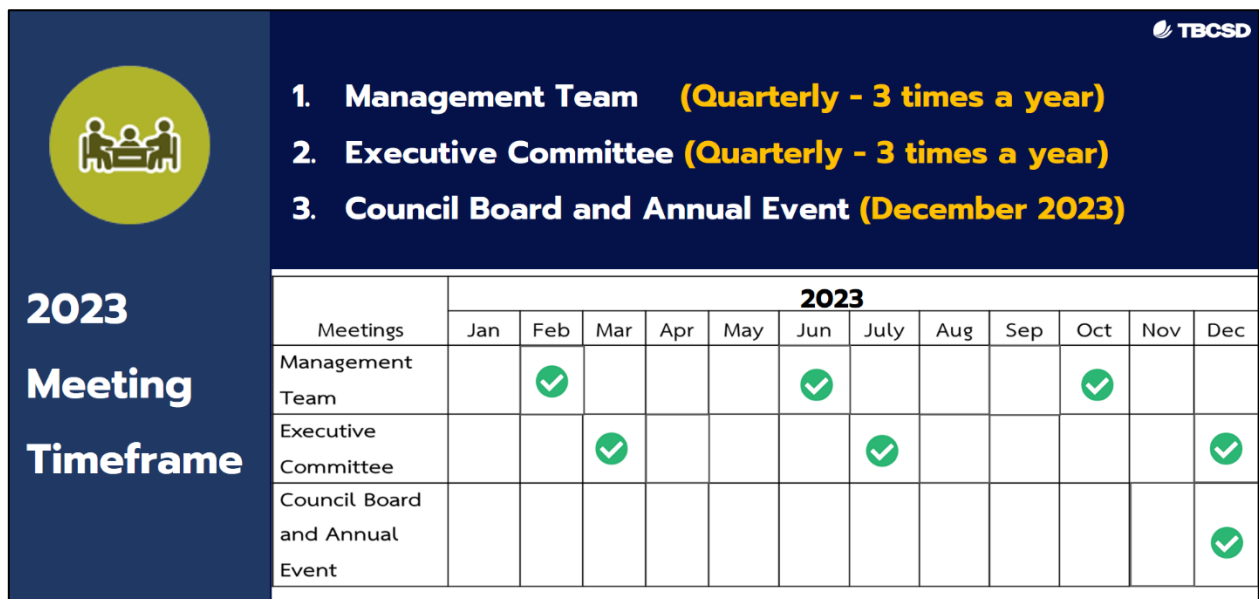 TBCSD
1. Management Team (Quarterly - 3 times a year)
2. Executive Committee (Quarterly - 3 times a year)
3. Council Board and Annual Event (December 2023)
2023
Meeting
Timeframe
2023
Meetings Jan Feb Mar Apr May Jun July Aug Sep Oct Nov Dec
Management
Team
Executive
Committee
Council Board
and Annual
Event